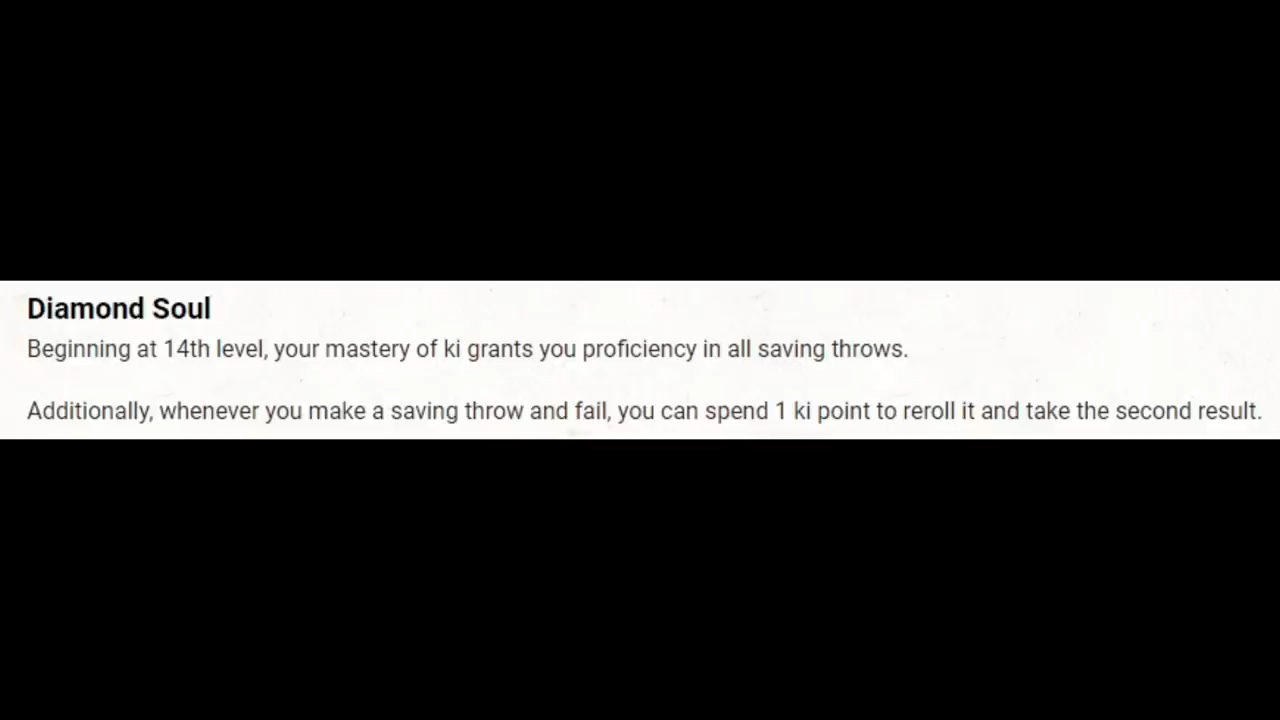 Diamond Soul
Beginning at 14th level, your mastery of ki grants you proficiency in all saving throws.
Additionally, whenever you make a saving throw and fail, you can spend 1 ki point to reroll it and take the second result.